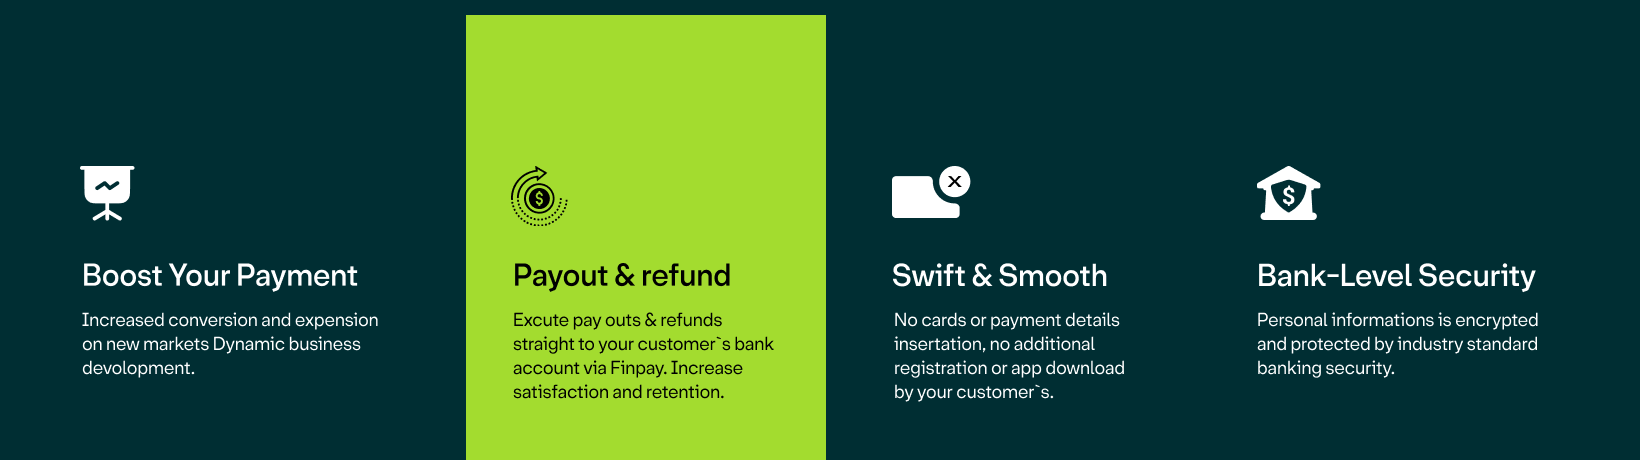 Boost Your Payment
Increased conversion and expension
on new markets Dynamic business
devolopment.
Payout & refund
Excute pay outs & refunds
straight to your customer`s bank
account via Finpay. Increase
satisfaction and retention.
Swift & Smooth
No cards or payment details
insertation, no additional
registration or app download
by your customer`s.
Bank-Level Security
Personal informations is encrypted
and protected by industry standard
banking security.